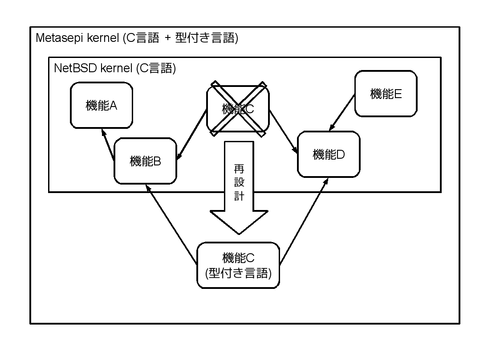 Metasepi kernel (C言語 + 型付き言語)
NetBSD kernel (C言語)
機能A
機能C
機能E
機能B
機能D
再設計
機能C
(型付き言語)